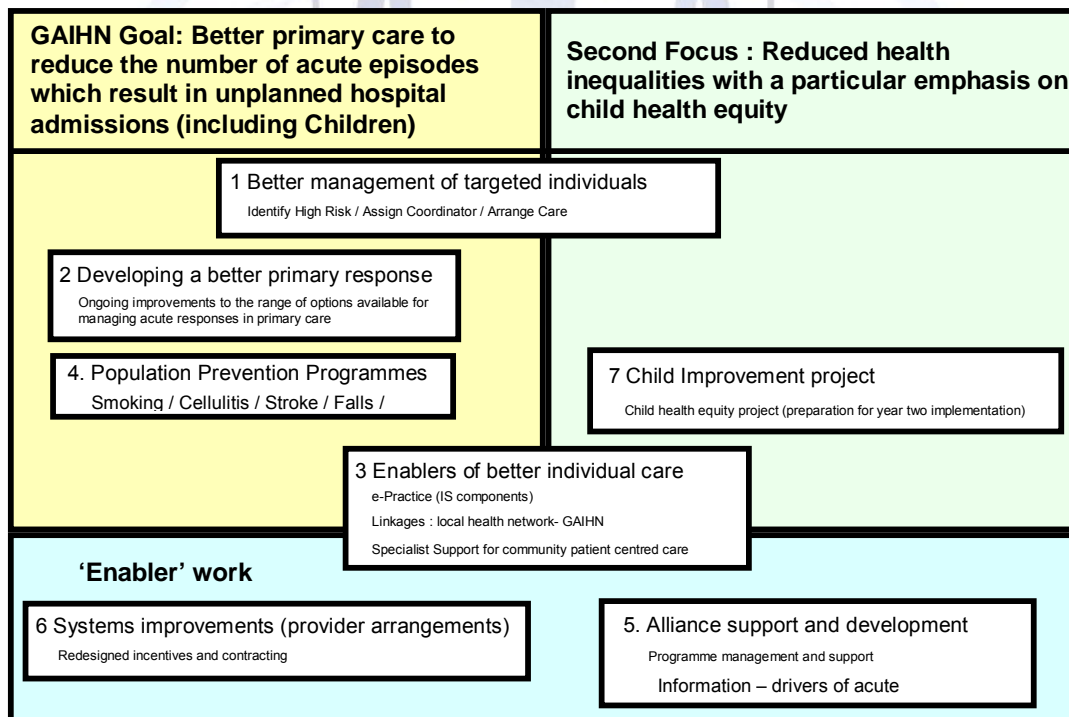 GAIHN Goal: Better primary care to
reduce the number of acute episodes
which result in unplanned hospital
admissions (including Children)
Second Focus : Reduced health
inequalities with a particular emphasis on
child health equity
1 Better management of targeted individuals
Identify High Risk / Assign Coordinator / Arrange Care
2 Developing a better primary response
Ongoing improvements to the range of options available for
managing acute responses in primary care
4. Population Prevention Programmes
Smoking / Cellulitis / Stroke / Falls /
7 Child Improvement project
Child health equity project (preparation for year two implementation)
3 Enablers of better individual care
e-Practice (IS components)
Linkages : local health network- GAIHN
Specialist Support for community patient centred care
‘Enabler’ work
6 Systems improvements (provider arrangements)
Redesigned incentives and contracting
5. Alliance support and development
Programme management and support
Information – drivers of acute